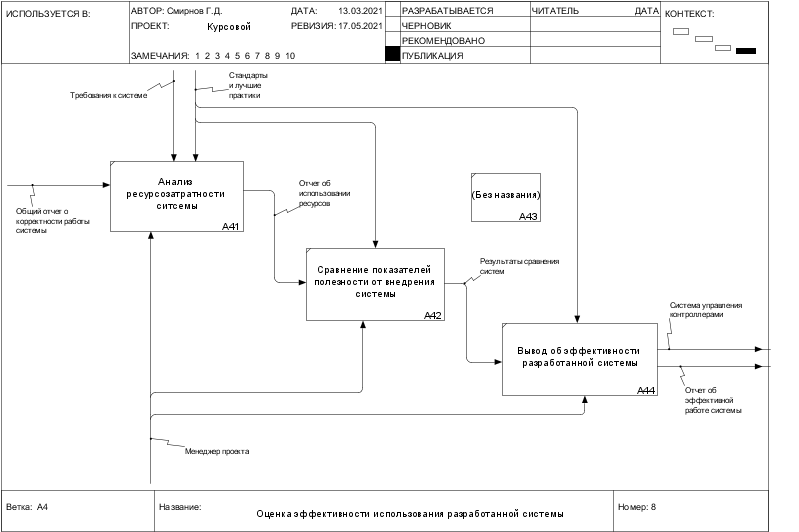 ИСПОЛЬЗУЕТСЯ В:
АВТОР: Смирнов Г.Д.
ДАТА: 13.03.2021
ПРОЕКТ: Курсовой
РЕВИЗИЯ: 17.05.2021
ЗАМЕЧАНИЯ: 1 2 3 4 5 6 7 8 9 10
РАЗРАБАТЫВАЕТСЯ
ЧЕРНОВИК
РЕКОМЕНДОВАНО
ПУБЛИКАЦИЯ
ЧИТАТЕЛЬ ДАТА
КОНТЕКСТ:
Требования к системе
Стандарты
и лучшие
практики
Общий отчет о
корректности работы
системы
Анализ
ресурсозатратности
ситсемы
A41
Отчет об
использовании
ресурсов
(Без названия)
A43
Сравнение показателей
полезности от внедрения
системы
A42
Результаты сравнения
систем
Вывод об эффективности
разработанной системы
A44
Система управления
контроллерами
Отчет об
эффективной
работе системы
Менеджер проекта
Ветка: A4
Название:
Оценка эффективности использования разработанной системы
Номер: 8